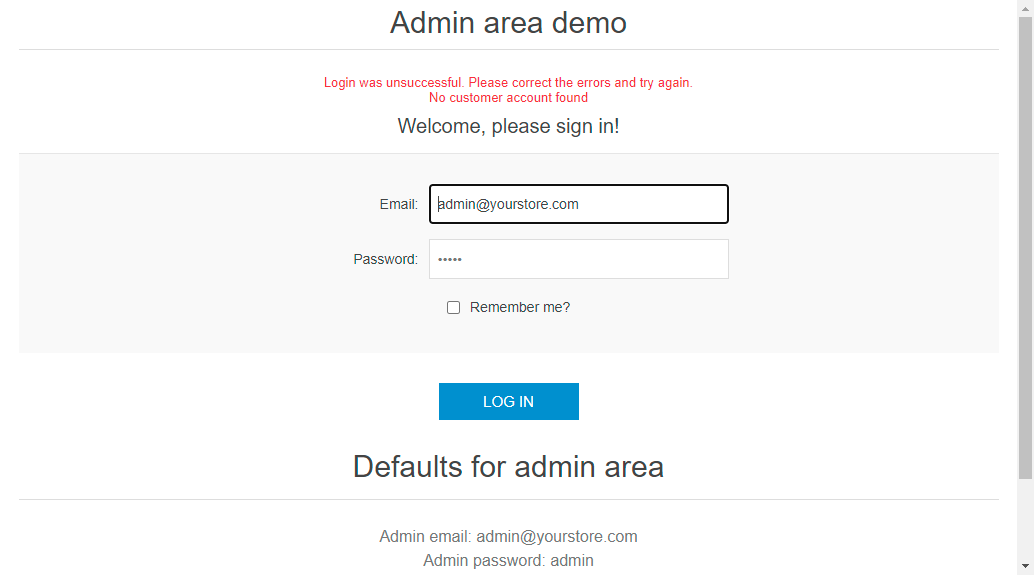 Admin area demo
Login was unsuccessful. Please correct the errors and try again.
No customer account found
Welcome, please sign in!
Email: admin@yourstore.com
Password: •••••
Remember me?
LOG IN
Defaults for admin area
Admin email: admin@yourstore.com
Admin password: admin